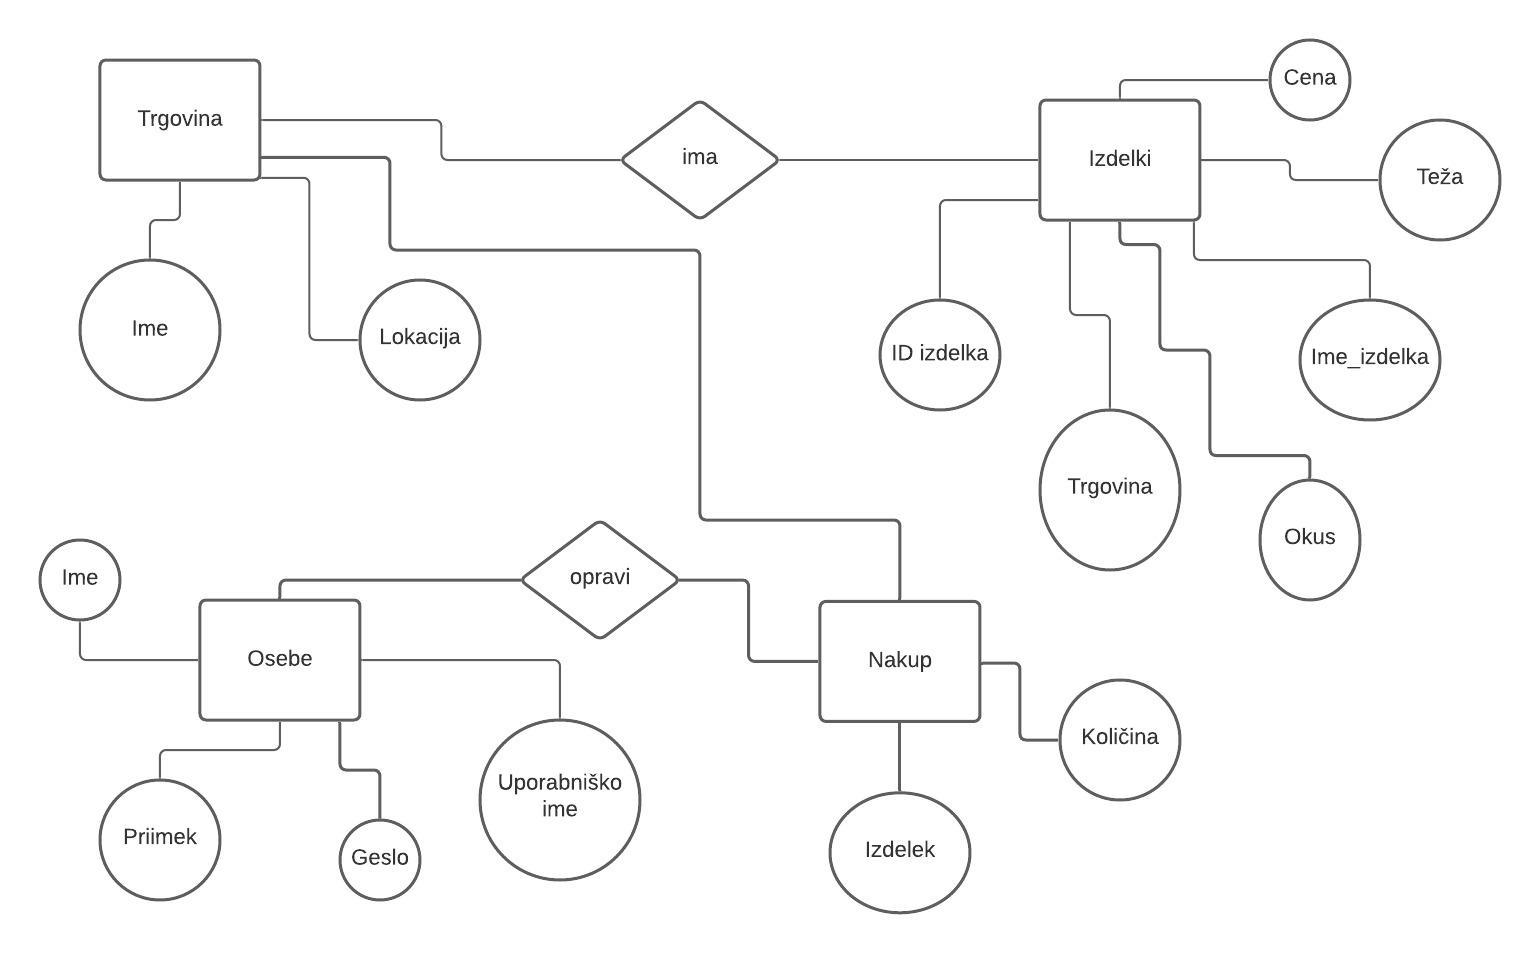 Cena
Trgovina
ima
Izdelki
Teža
Ime
Lokacija
ID izdelka
Ime_izdelka
Trgovina
Okus
Ime
opravi
Osebe
Nakup
Količina
Uporabniško
ime
Priimek
Geslo
Izdelek